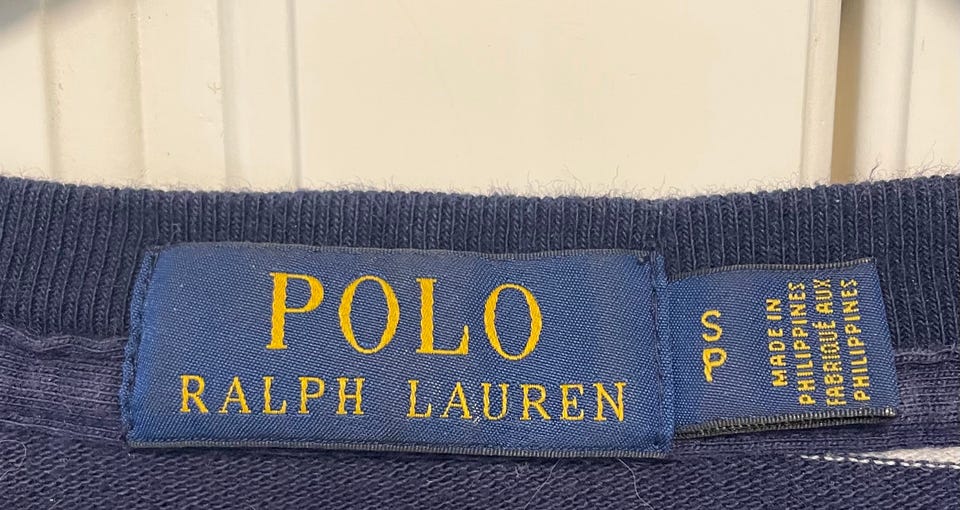 POLO
RALPH LAUREN
S
P
MADE IN
PHILIPPINES
FABRIQUÉ AUX
PHILIPPINES